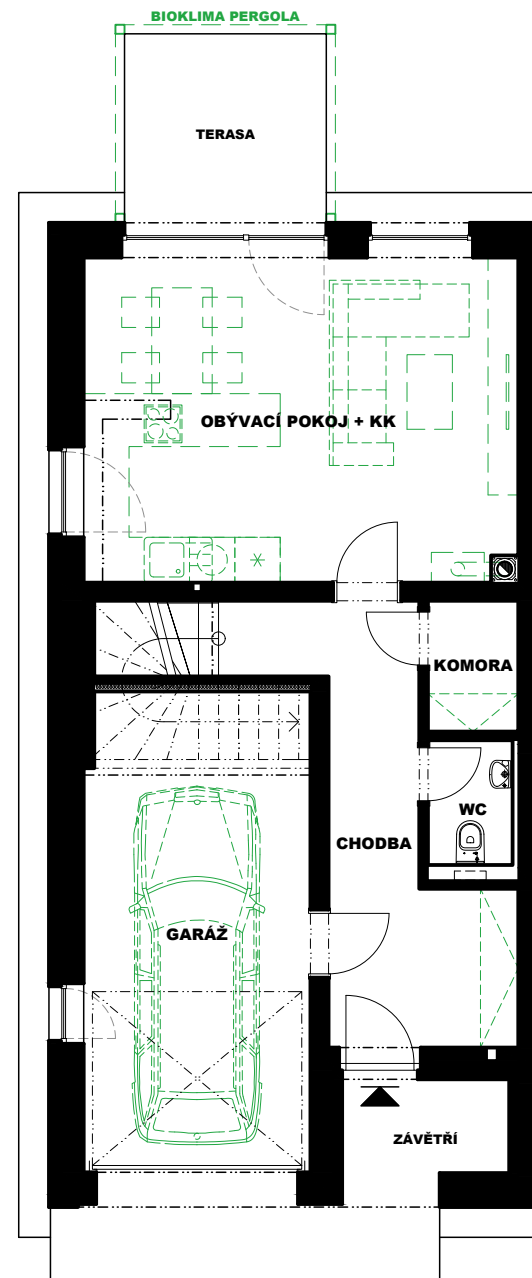 BIOKLIMA PERGOLA
TERASA
OBÝVACÍ POKOJ + KK
KOMORA
WC
CHODBA
GARÁŽ
ZÁVĚTŘÍ